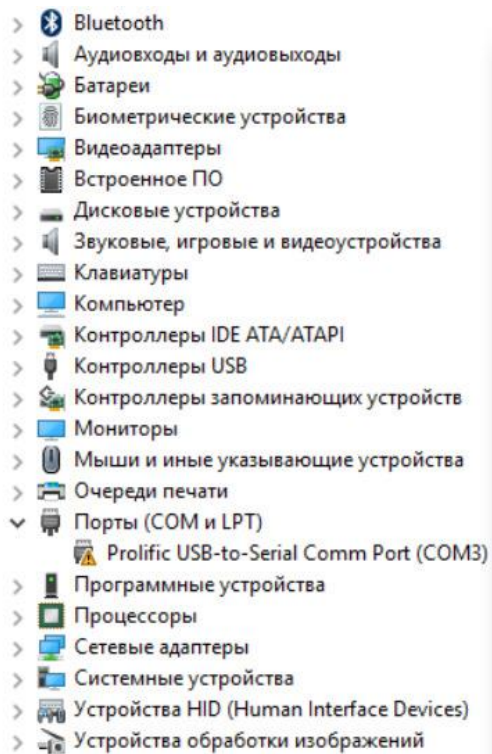 Bluetooth
Аудиовходы и аудиовыходы
Батареи
Биометрические устройства
Видеоадаптеры
Встроенное ПО
Дисковые устройства
Звуковые, игровые и видеоустройства
Клавиатуры
Компьютер
Контроллеры IDE ATA/ATAPI
Контроллеры USB
Контроллеры запоминающих устройств
Мониторы
Мыши и иные указывающие устройства
Очереди печати
Порты (COM и LPT)
Prolific USB-to-Serial Comm Port (COM3)
Программные устройства
Процессоры
Сетевые адаптеры
Системные устройства
Устройства HID (Human Interface Devices)
Устройства обработки изображений